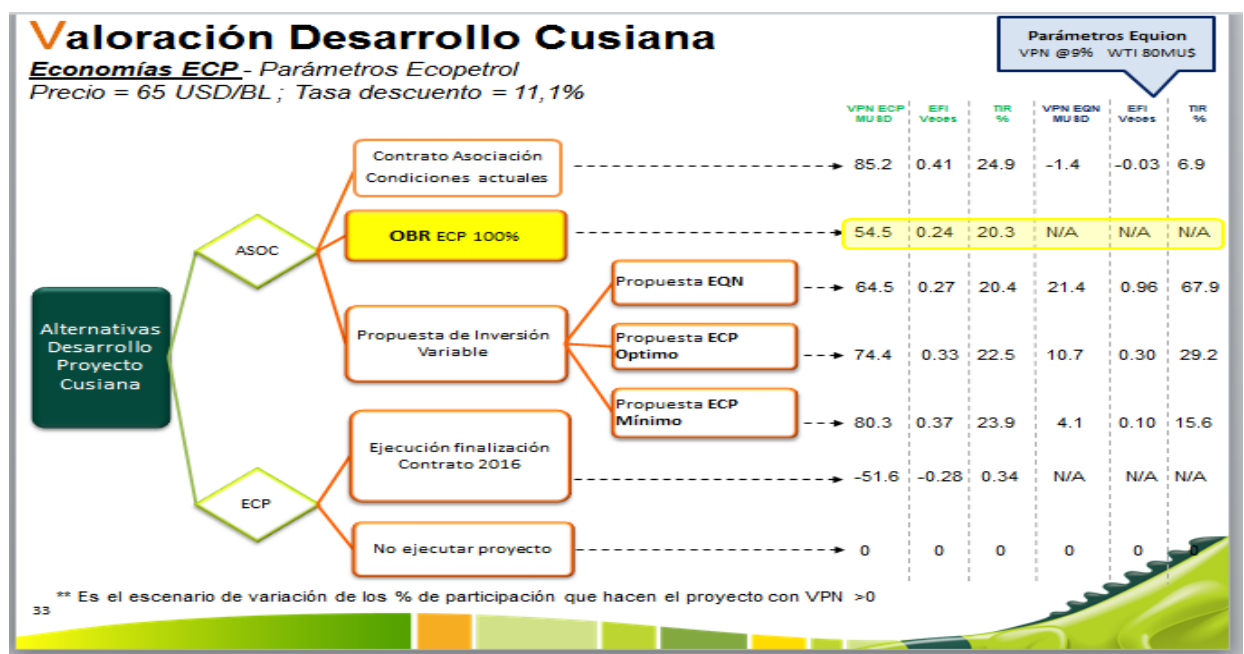 Valoración Desarrollo Cusiana
Economías ECP - Parámetros Ecopetrol
Precio = 65 USD/BL ; Tasa descuento = 11,1%
Parámetros Equion
VPN @9% WTI 80MU$
VPN ECP EFI TIR VPN EQN EFI TIR
MUSD Veces % MUSD Veces %
Contrato Asociación
Condiciones actuales
85.2 0.41 24.9 -1.4 -0.03 6.9
OBR ECP 100%
54.5 0.24 20.3 N/A N/A N/A
ASOC
Propuesta EQN
64.5 0.27 20.4 21.4 0.96 67.9
Alternativas
Desarrollo
Proyecto
Cusiana
Propuesta de Inversión
Variable
Propuesta ECP
Optimo
74.4 0.33 22.5 10.7 0.30 29.2
Propuesta ECP
Mínimo
80.3 0.37 23.9 4.1 0.10 15.6
Ejecución finalización
Contrato 2016
-51.6 -0.28 0.34 N/A N/A N/A
ECP
No ejecutar proyecto
0 0 0 0 0 0
** Es el escenario de variación de los % de participación que hacen el proyecto con VPN >0
33